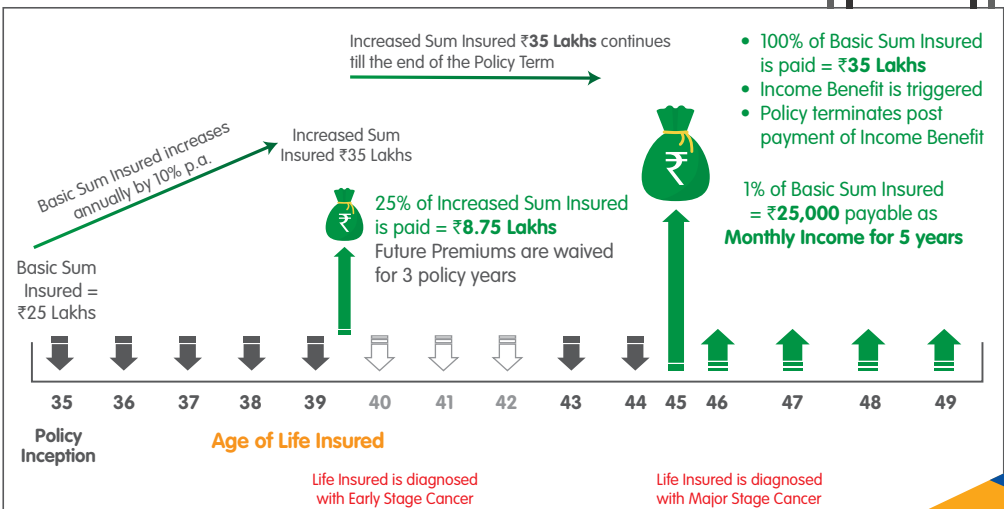 Increased Sum Insured ₹35 Lakhs continues
till the end of the Policy Term
• 100% of Basic Sum Insured
is paid = ₹35 Lakhs
• Income Benefit is triggered
• Policy terminates post
payment of Income Benefit
Basic Sum Insured increases
annually by 10% p.a.
Increased Sum
Insured ₹35 Lakhs
₹
25% of Increased Sum Insured
is paid = ₹8.75 Lakhs
Future Premiums are waived
for 3 policy years
₹
1% of Basic Sum Insured
= ₹25,000 payable as
Monthly Income for 5 years
Basic Sum
Insured =
₹25 Lakhs
35 36 37 38 39 40 41 42 43 44 45 46 47 48 49
Policy
Inception
Age of Life Insured
Life Insured is diagnosed
with Early Stage Cancer
Life Insured is diagnosed
with Major Stage Cancer